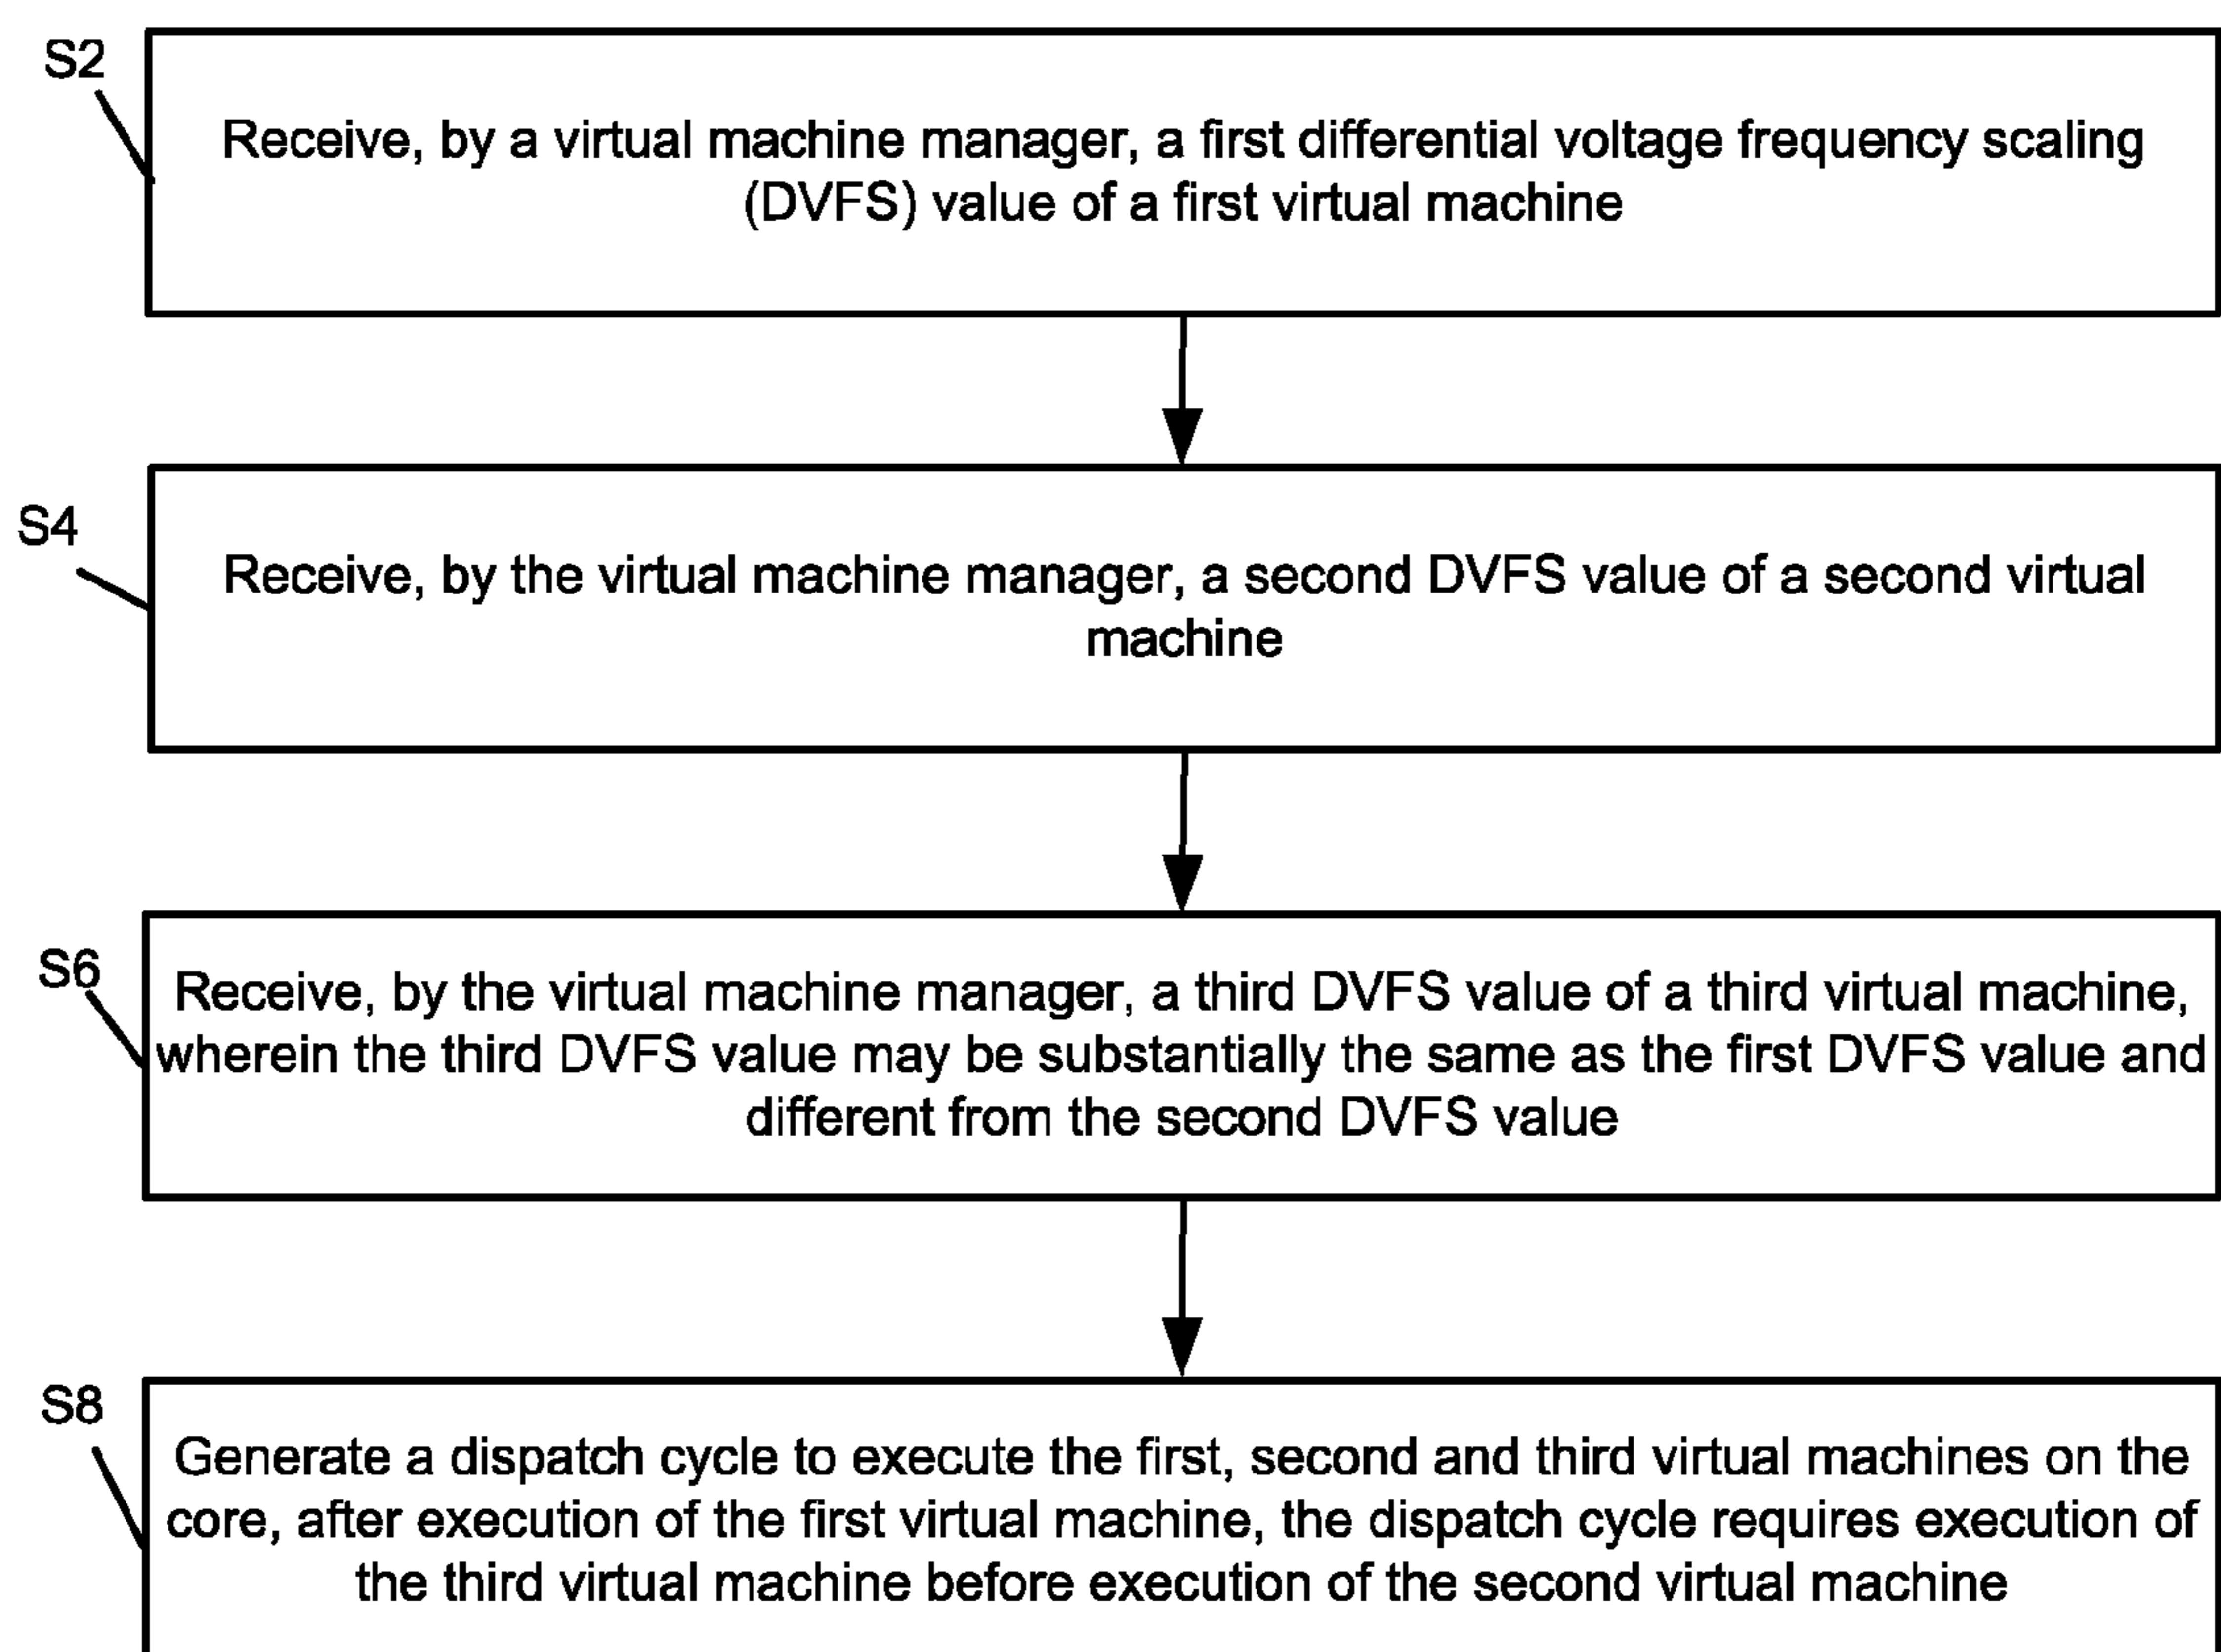 S2
Receive, by a virtual machine manager, a first differential voltage frequency scaling
(DVFS) value of a first virtual machine
S4
Receive, by the virtual machine manager, a second DVFS value of a second virtual
machine
S6
Receive, by the virtual machine manager, a third DVFS value of a third virtual machine,
wherein the third DVFS value may be substantially the same as the first DVFS value and
different from the second DVFS value
S8
Generate a dispatch cycle to execute the first, second and third virtual machines on the
core, after execution of the first virtual machine, the dispatch cycle requires execution of
the third virtual machine before execution of the second virtual machine